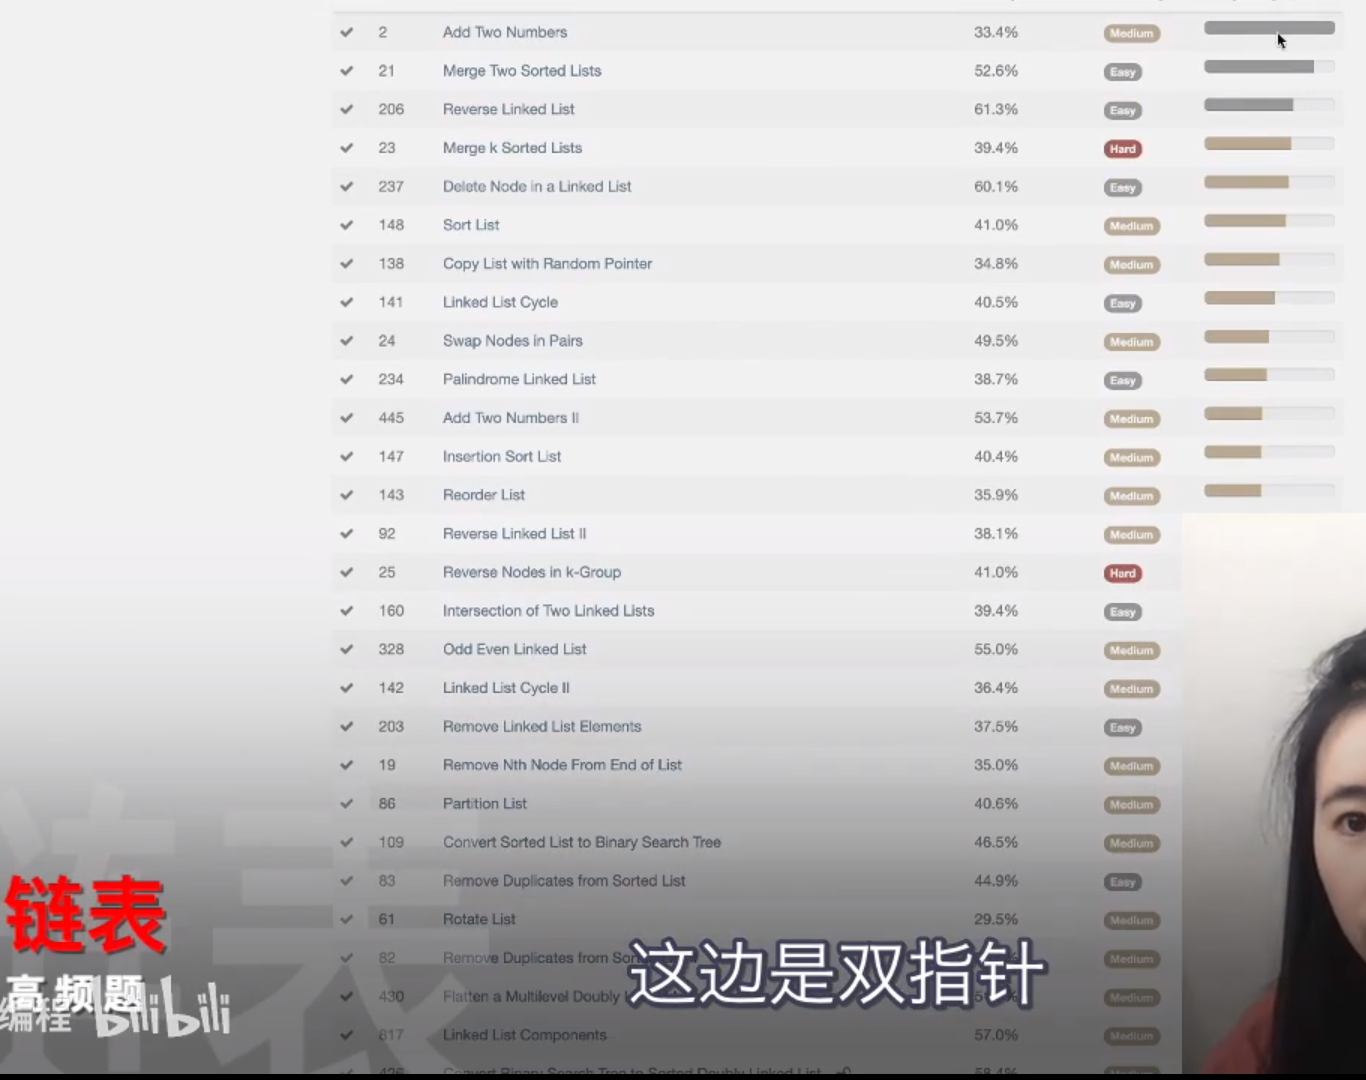 2 Add Two Numbers 33.4% Medium
21 Merge Two Sorted Lists 52.6% Easy
206 Reverse Linked List 61.3% Easy
23 Merge k Sorted Lists 39.4% Hard
237 Delete Node in a Linked List 60.1% Easy
148 Sort List 41.0% Medium
138 Copy List with Random Pointer 34.8% Medium
141 Linked List Cycle 40.5% Easy
24 Swap Nodes in Pairs 49.5% Medium
234 Palindrome Linked List 38.7% Easy
445 Add Two Numbers II 53.7% Medium
147 Insertion Sort List 40.4% Medium
143 Reorder List 35.9% Medium
92 Reverse Linked List II 38.1% Medium
25 Reverse Nodes in k-Group 41.0% Hard
160 Intersection of Two Linked Lists 39.4% Easy
328 Odd Even Linked List 55.0% Medium
142 Linked List Cycle II 36.4% Medium
203 Remove Linked List Elements 37.5% Easy
19 Remove Nth Node From End of List 35.0% Medium
86 Partition List 40.6% Medium
109 Convert Sorted List to Binary Search Tree 46.5% Medium
83 Remove Duplicates from Sorted List 44.9% Easy
61 Rotate List 29.5% Medium
82 Remove Duplicates from Medium
430 Flatten a Multilevel Doubly Medium
817 Linked List Components 57.0% Medium
Convert Binary Search Tree to Sorted Doubly Linked List
链表
高频题
编程 bilibili
这边是双指针